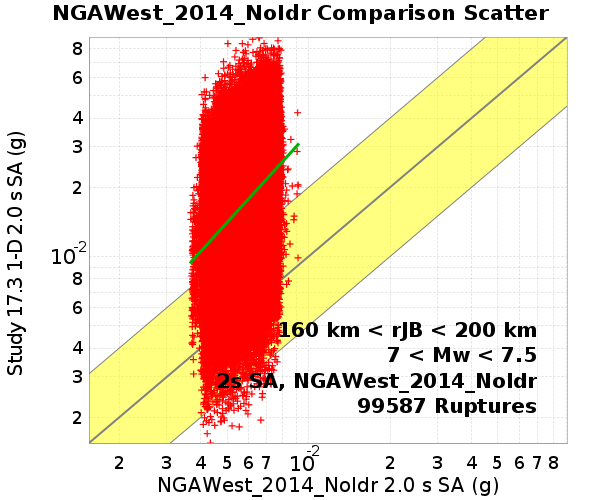 NGAWest_2014_NoIdr Comparison Scatter
Study 17.3 1-D 2.0 s SA (g)
8
6
4
3
2
10-2
8
6
4
3
2
160 km < rJB < 200 km
7 < Mw < 7.5
2s SA, NGAWest_2014_NoIdr
99587 Ruptures
2 3 4 5 6 7 10-2 2 3 4 5 6 7 8
NGAWest_2014_NoIdr 2.0 s SA (g)